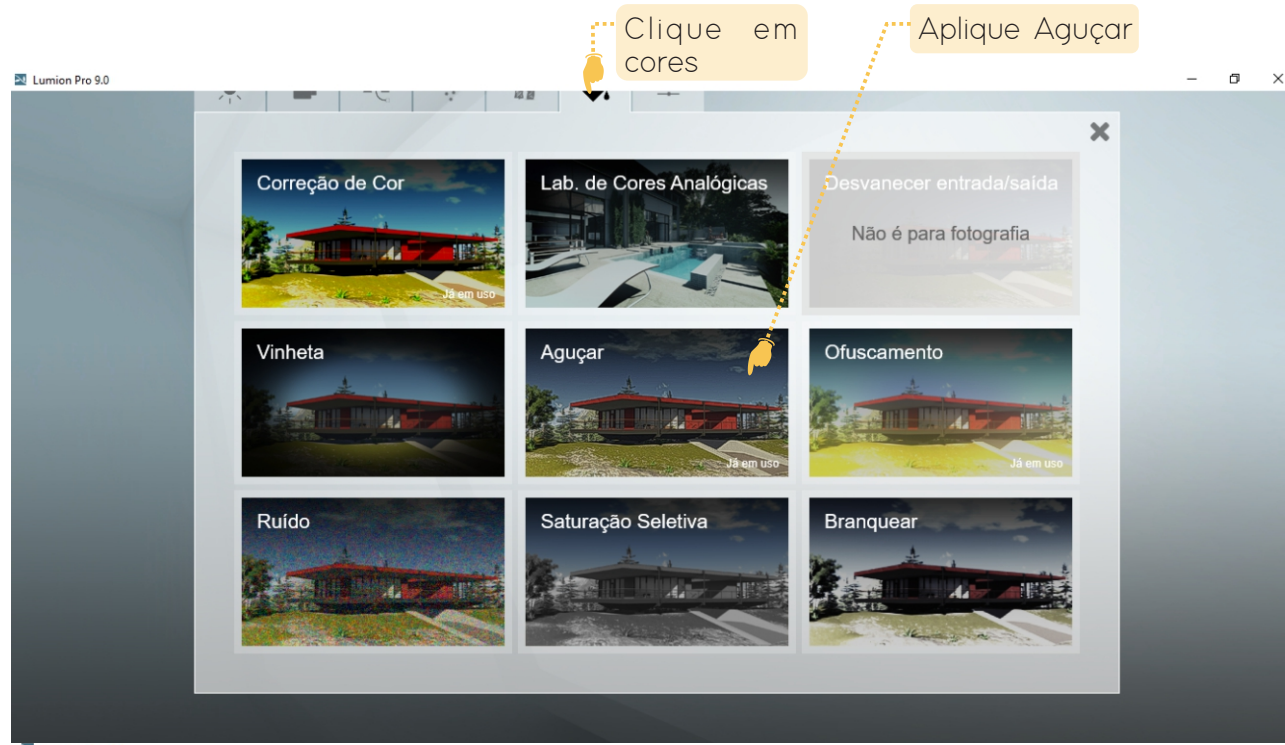 Clique em
cores
Aplique Aguçar
Lumion Pro 9.0
Correção de Cor
Já em uso
Lab. de Cores Analógicas
Desvanecer entrada/saída
Não é para fotografia
Vinheta
Aguçar
Já em uso
Ofuscamento
Já em uso
Ruído
Saturação Seletiva
Branquear